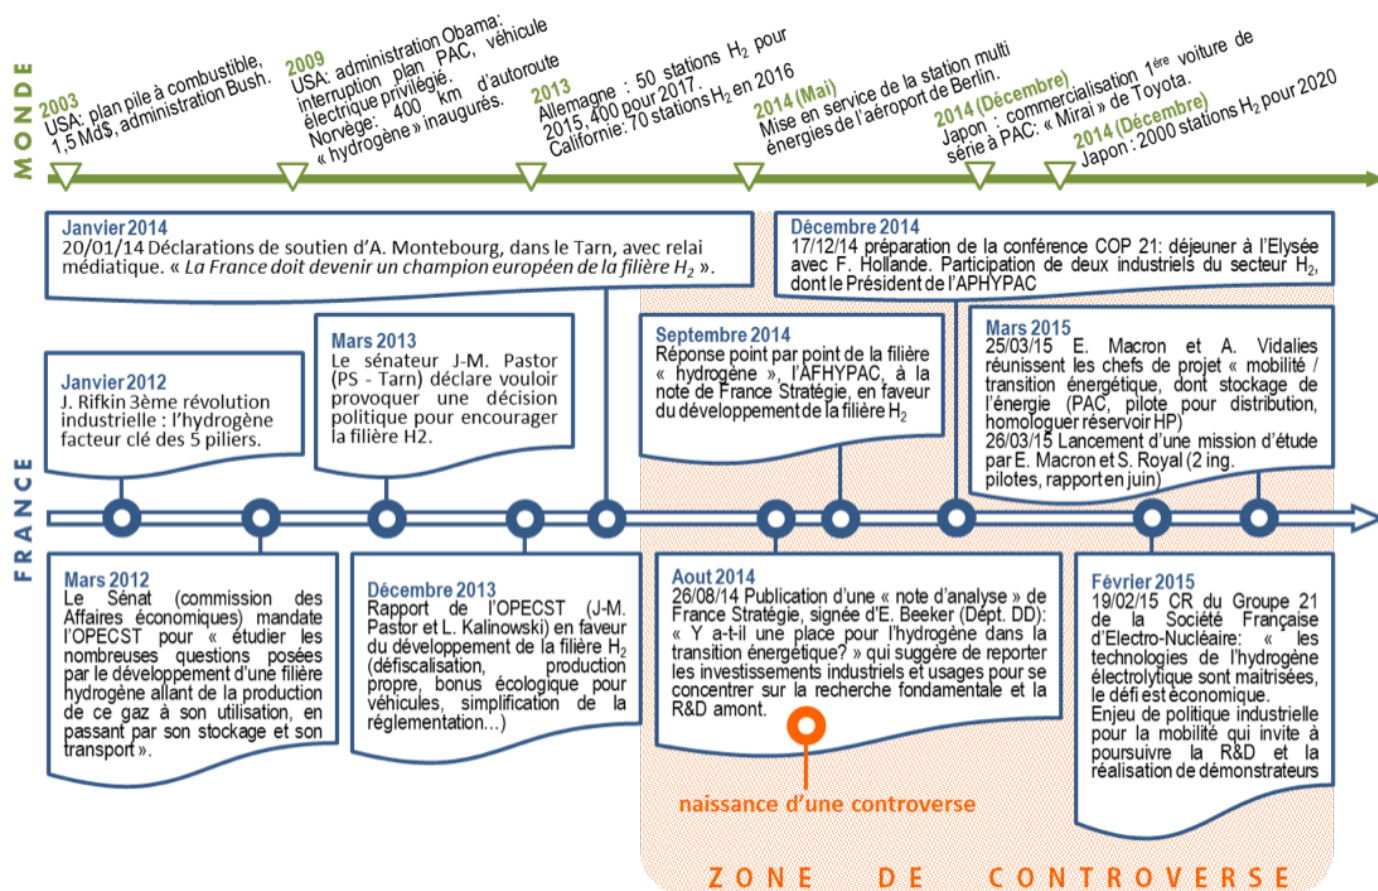 MONDE
2003
USA: plan pile à combustible,
1,5 Md$, administration Bush.
2009
USA: administration Obama:
interruption plan PAC, véhicule
électrique privilégié.
Norvège: 400 km d'autoroute
« hydrogène » inaugurés.
2013
Allemagne : 50 stations H2 pour
2015, 400 pour 2017.
Californie: 70 stations H2 en 2016
2014 (Mai)
Mise en service de la station multi
énergies de l'aéroport de Berlin.
2014 (Décembre)
Japon : commercialisation 1ère voiture de
série à PAC: « Mirai » de Toyota.
2014 (Décembre)
Japon : 2000 stations H2 pour 2020
FRANCE
Janvier 2014
20/01/14 Déclarations de soutien d'A. Montebourg, dans le Tarn, avec relai
médiatique. « La France doit devenir un champion européen de la filière H2 ».
Décembre 2014
17/12/14 préparation de la conférence COP 21: déjeuner à l'Elysée
avec F. Hollande. Participation de deux industriels du secteur H2,
dont le Président de l'APHYPAC
Janvier 2012
J. Rifkin 3ème révolution
industrielle : l'hydrogène
facteur clé des 5 piliers.
Mars 2013
Le sénateur J-M. Pastor
(PS - Tarn) déclare vouloir
provoquer une décision
politique pour encourager
la filière H2.
Septembre 2014
Réponse point par point de la filière
« hydrogène », l'AFHYPAC, à la
note de France Stratégie, en faveur
du développement de la filière H2
Mars 2015
25/03/15 E. Macron et A. Vidalies
réunissent les chefs de projet « mobilité /
transition énergétique, dont stockage de
l'énergie (PAC, pilote pour distribution,
homologuer réservoir HP)
26/03/15 Lancement d'une mission d'étude
par E. Macron et S. Royal (2 ing.
pilotes, rapport en juin)
Mars 2012
Le Sénat (commission des
Affaires économiques) mandate
l'OPECST pour « étudier les
nombreuses questions posées
par le développement d'une filière
hydrogène allant de la production
de ce gaz à son utilisation, en
passant par son stockage et son
transport ».
Décembre 2013
Rapport de l'OPECST (J-M.
Pastor et L. Kalinowski) en faveur
du développement de la filière H2
(défiscalisation, production
propre, bonus écologique pour
véhicules, simplification de la
réglementation...)
Aout 2014
26/08/14 Publication d'une « note d'analyse » de
France Stratégie, signée d'E. Beeker (Dépt. DD):
« Y a-t-il une place pour l'hydrogène dans la
transition énergétique? » qui suggère de reporter
les investissements industriels et usages pour se
concentrer sur la recherche fondamentale et la
R&D amont.
Février 2015
19/02/15 CR du Groupe 21
de la Société Française
d'Electro-Nucléaire: « les
technologies de l'hydrogène
électrolytique sont maitrisées,
le défi est économique.
Enjeu de politique industrielle
pour la mobilité qui invite à
poursuivre la R&D et la
réalisation de démonstrateurs
naissance d'une controverse
ZONE DE CONTROVERSE